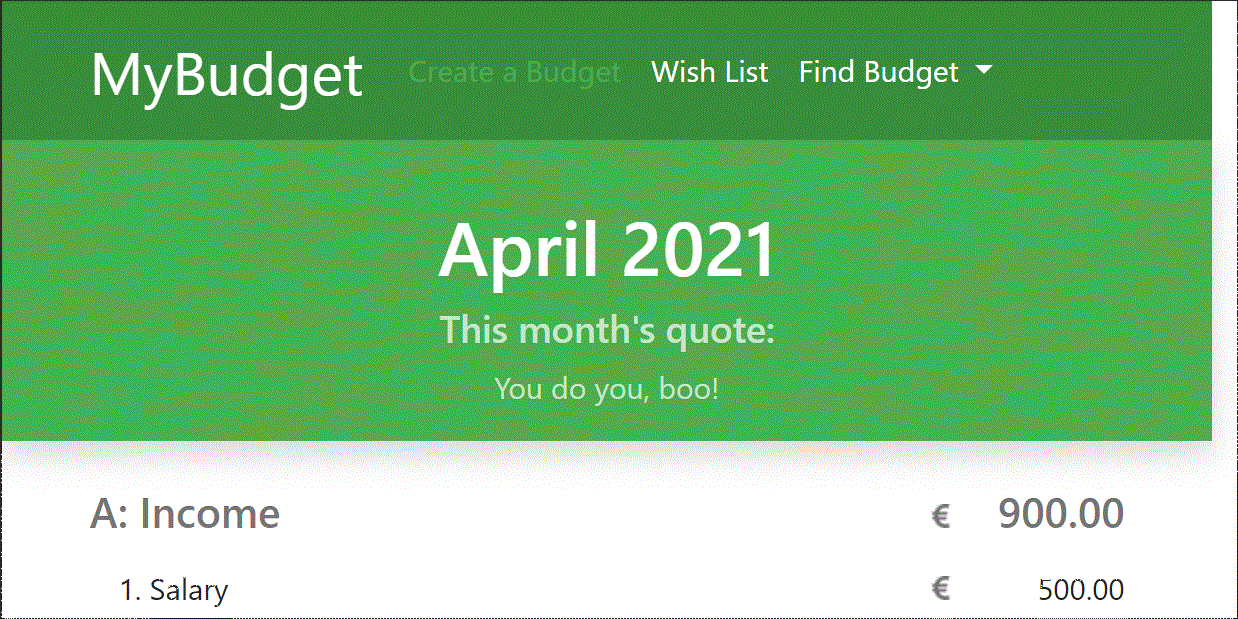 MyBudget Create a Budget Wish List Find Budget
April 2021
This month's quote:
You do you, boo!
A: Income € 900.00
1. Salary € 500.00